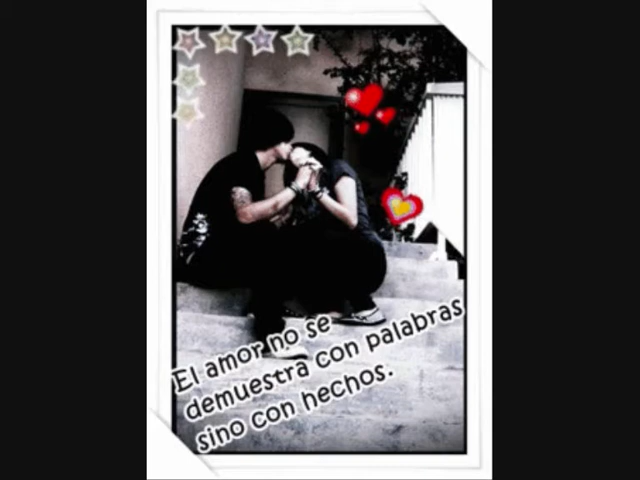 El amor no se
demuestra con palabras
sino con hechos.